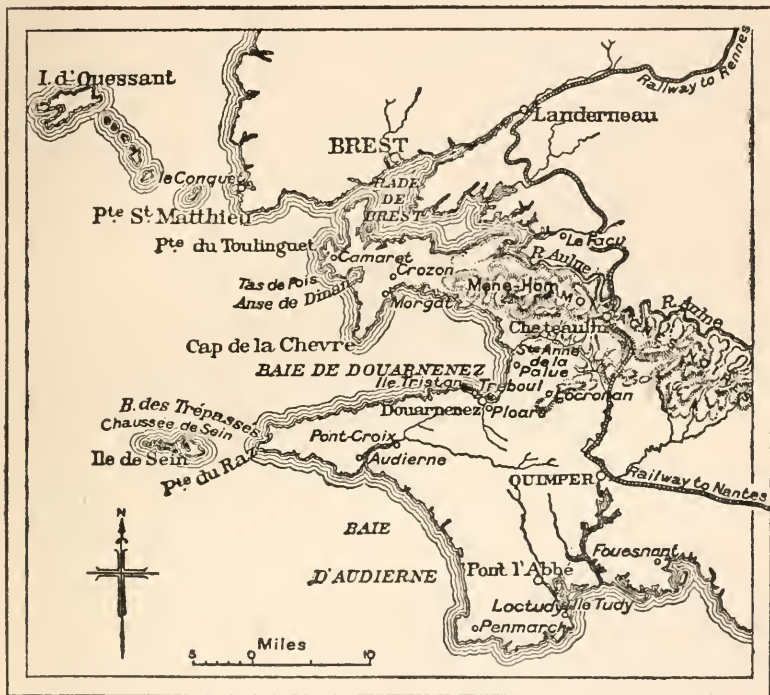 I. d'Ouessant
Railway to Rennes
Landerneau
BREST
le Conquet
RADE
DE
BREST
Pte St. Matthieu
Pte du Toulinguet
Le Faou
Camaret
R. Aulne
Crozon
Tas de Pois
Anse de Dinan
Méné-Hom
Morgat
R. Aulne
Chateaulin
Cap de la Chevre
Ste Anne
de la
Palue
BAIE DE DOUARNENEZ
Ile Tristan
Treboul
Locronan
B. des Trépassés
Douarnenez
Ploaré
Chaussée de Sein
Pont-Croix
Ile de Sein
Audierne
Pte du Raz
QUIMPER
Railway to Nantes
BAIE
D'AUDIERNE
Fouesnant
Pont l'Abbé
Loctudy
Ile Tudy
Penmarch
N
Miles
5 0 10